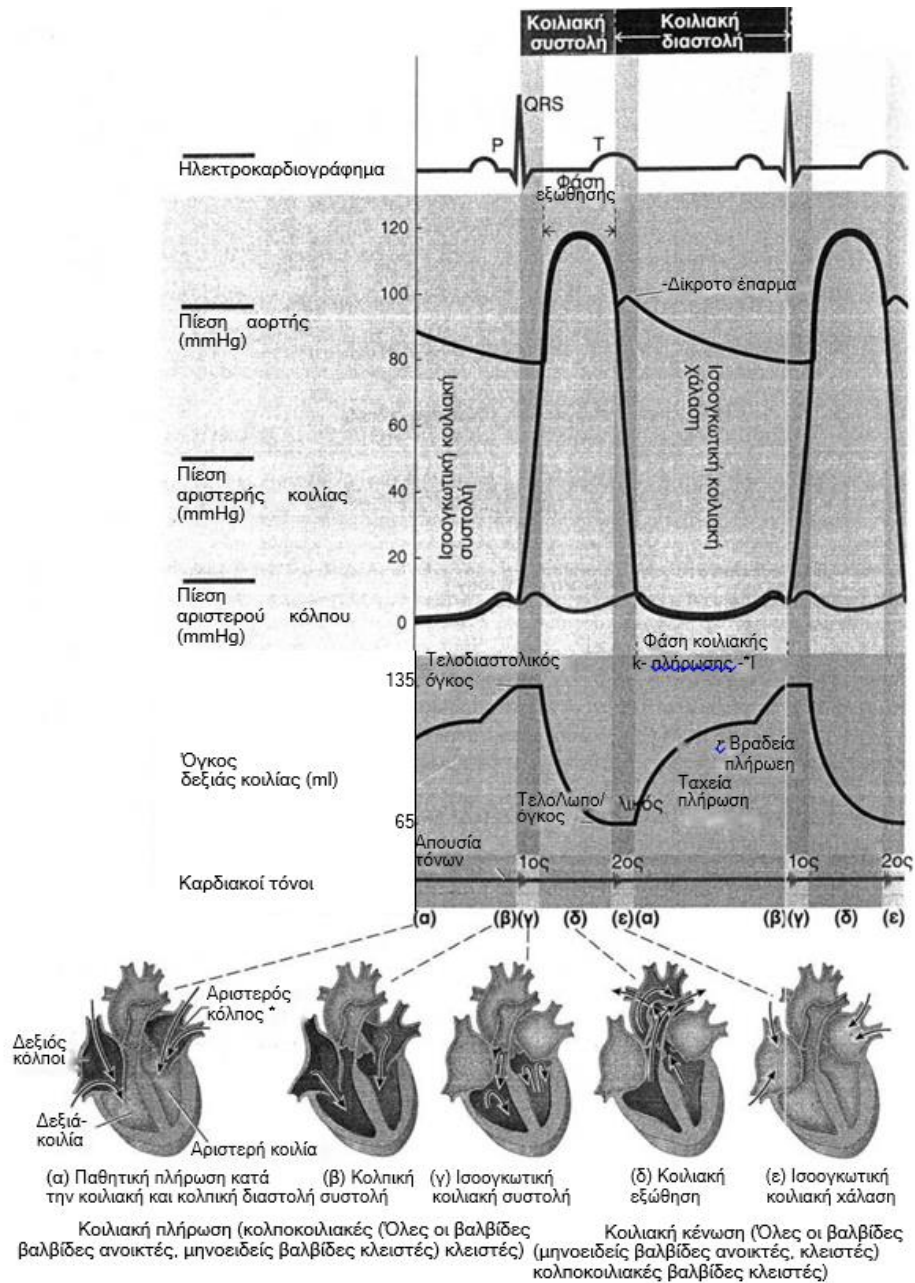 Κοιλιακή
συστολή
Κοιλιακή
διαστολή
QRS
P
T
Ηλεκτροκαρδιογράφημα
Φάση
εξώθησης
120
100
-Δίκροτο έπαρμα
Πίεση αορτής
(mmHg)
80
Ισοογκωτική κοιλιακή
συστολή
Ισοογκωτική κοιλιακή
χάλαση
60
Πίεση
αριστερής κοιλίας
(mmHg)
40
20
Πίεση
αριστερού κόλπου
(mmHg)
0
Φάση κοιλιακής
k- πλήρωσης -*l
Τελοδιαστολικός
όγκος
135
Όγκος
δεξιάς κοιλίας (ml)
r Βραδεία
πλήρωεη
Ταχεία
πλήρωση
ΤελοΛωπο/ λικός
όγκος
65
Απουσία
τόνων
1ος
2ος
1ος
2ος
Καρδιακοί τόνοι
(α) (β) (γ) (δ) (ε) (α) (β) (γ) (δ) (ε)
Αριστερός
κόλπος *
Δεξιός
κόλποι
Δεξιά-
κοιλία
Αριστερή κοιλία
(α) Παθητική πλήρωση κατά (β) Κολπική (γ) Ισοογκωτική (δ) Κοιλιακή (ε) Ισοογκωτική
την κοιλιακή και κολπική διαστολή συστολή κοιλιακή συστολή εξώθηση κοιλιακή χάλαση
Κοιλιακή πλήρωση (κολποκοιλιακές (Όλες οι βαλβίδες
βαλβίδες ανοικτές, μηνοειδείς βαλβίδες κλειστές) κλειστές)
Κοιλιακή κένωση (Όλες οι βαλβίδες
(μηνοειδείς βαλβίδες ανοικτές, κλειστές)
κολποκοιλιακές βαλβίδες κλειστές)